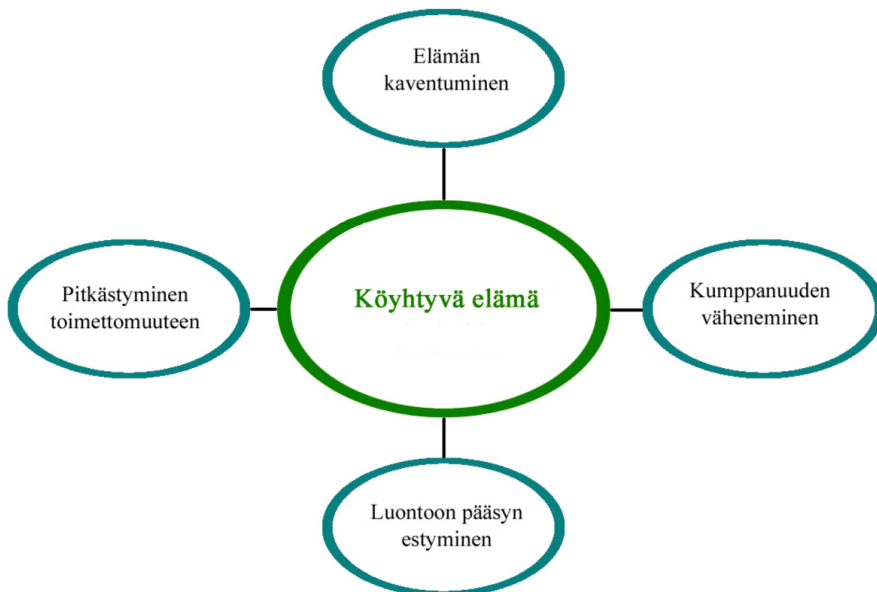 Elämän
kaventuminen
Pitkästyminen
toimettomuuteen
Köyhtyvä elämä
Kumppanuuden
väheneminen
Luontoon pääsyn
estyminen